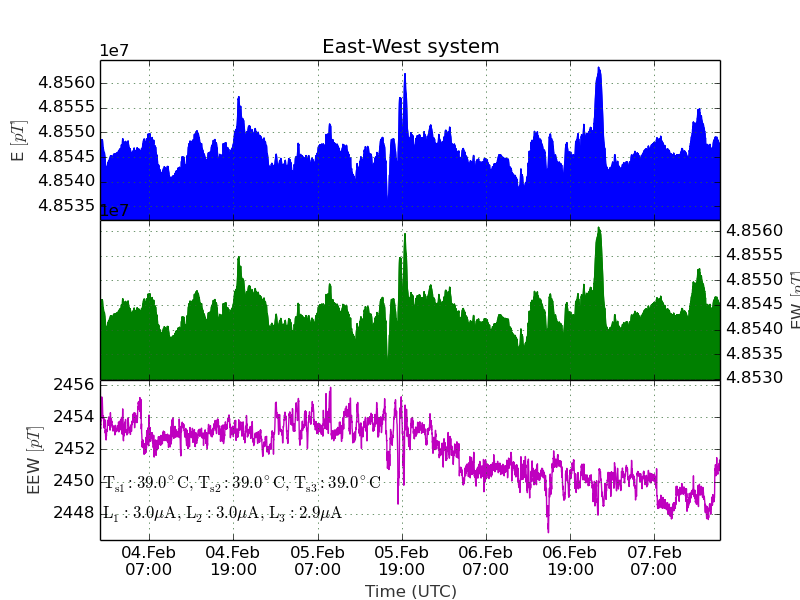 East-West system
1e7
4.8560
4.8555
4.8550
4.8545
4.8540
4.8535
E [pT]
1e7
4.8560
4.8555
4.8550
4.8545
4.8540
4.8535
4.8530
EW [pT]
2456
2454
2452
2450
2448
EEW [pT]
T_s1 : 39.0°C, T_s2 : 39.0°C, T_s3 : 39.0°C
L_1 : 3.0μA, L_2 : 3.0μA, L_3 : 2.9μA
04.Feb 04.Feb 05.Feb 05.Feb 06.Feb 06.Feb 07.Feb
07:00 19:00 07:00 19:00 07:00 19:00 07:00
Time (UTC)